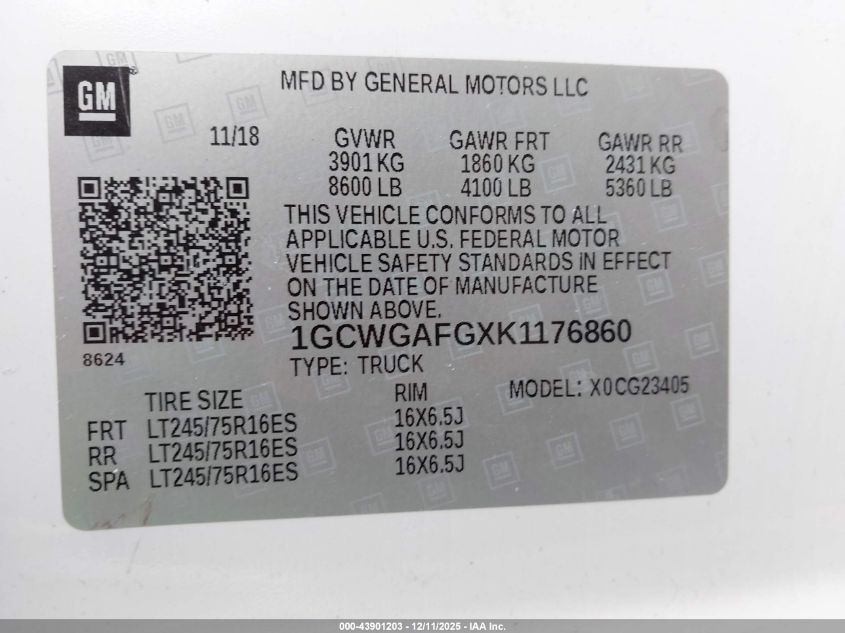 GM®
MFD BY GENERAL MOTORS LLC
11/18 GVWR GAWR FRT GAWR RR
3901 KG 1860 KG 2431 KG
8600 LB 4100 LB 5360 LB
THIS VEHICLE CONFORMS TO ALL
APPLICABLE U.S. FEDERAL MOTOR
VEHICLE SAFETY STANDARDS IN EFFECT
ON THE DATE OF MANUFACTURE
SHOWN ABOVE.
8624
1GCWGAFGXK1176860
TYPE: TRUCK
TIRE SIZE RIM MODEL: X0CG23405
FRT LT245/75R16ES 16X6.5J
RR LT245/75R16ES 16X6.5J
SPA LT245/75R16ES 16X6.5J
000-43901203 - 12/11/2025 - IAA Inc.